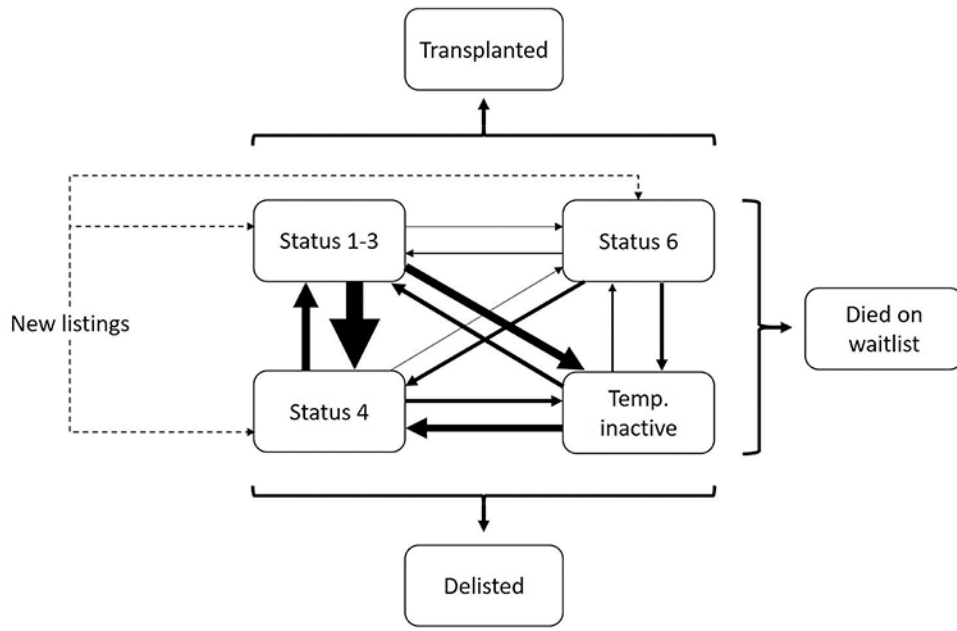 Transplanted
Status 1-3
Status 6
New listings
Died on
waitlist
Status 4
Temp.
inactive
Delisted